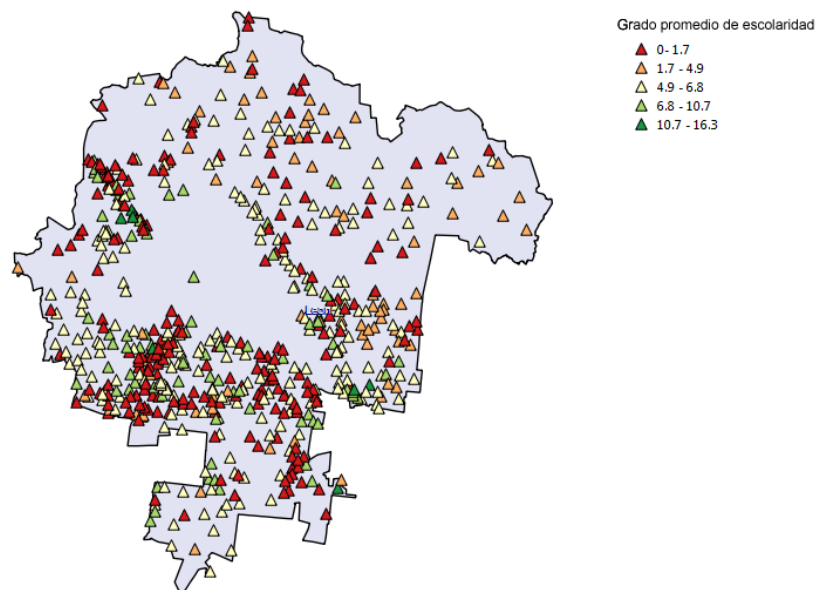 Grado promedio de escolaridad
0- 1.7
1.7 - 4.9
4.9 - 6.8
6.8 - 10.7
10.7 - 16.3
León